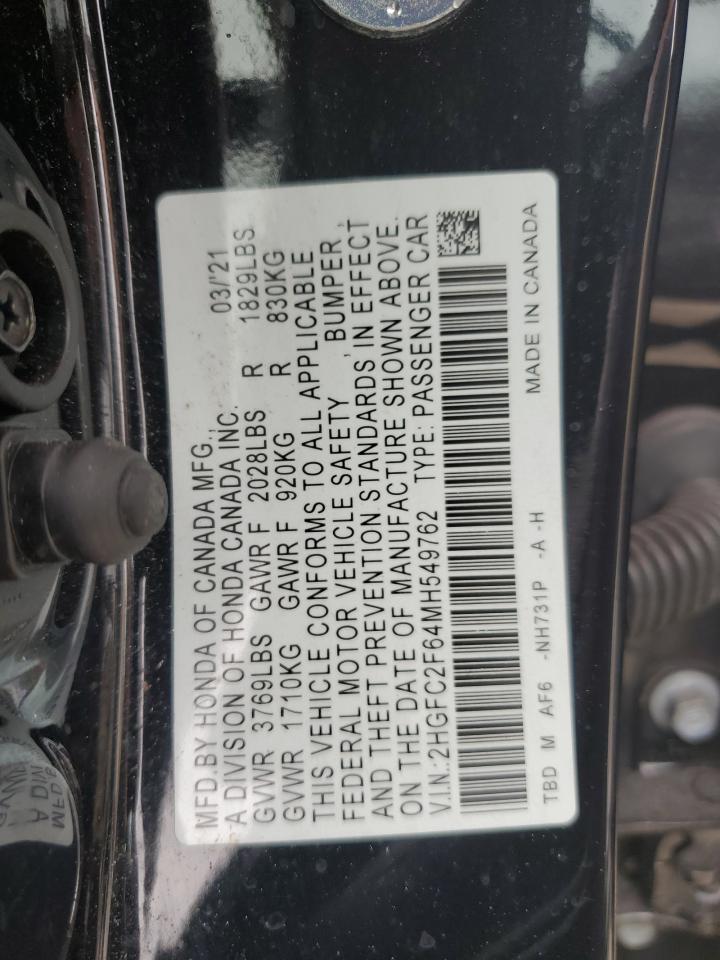 MFD.BY HONDA OF CANADA MFG., 03/'21
A DIVISION OF HONDA CANADA INC.
GVWR 3769LBS GAWR F 2028LBS R 1829LBS
GVWR 1710KG GAWR F 920KG R 830KG
THIS VEHICLE CONFORMS TO ALL APPLICABLE
FEDERAL MOTOR VEHICLE SAFETY, BUMPER,
AND THEFT PREVENTION STANDARDS IN EFFECT
ON THE DATE OF MANUFACTURE SHOWN ABOVE.
V.I.N.:2HGFC2F64MH549762 TYPE: PASSENGER CAR
TBD M AF6 -NH731P -A -H MADE IN CANADA